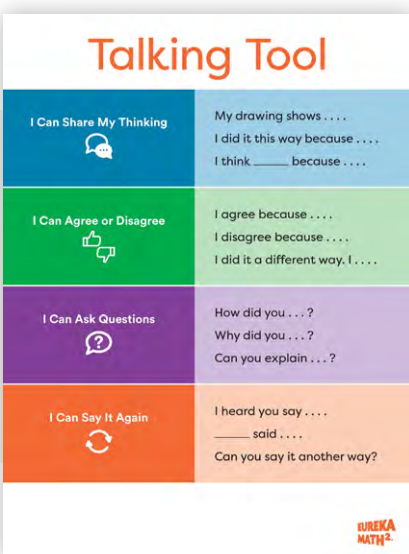 Talking Tool
I Can Share My Thinking
My drawing shows . . . .
I did it this way because . . . .
I think _____ because . . . .
I Can Agree or Disagree
I agree because . . . .
I disagree because . . . .
I did it a different way. I . . . .
I Can Ask Questions
?
How did you . . . ?
Why did you . . . ?
Can you explain . . . ?
I Can Say It Again
I heard you say . . . .
_____ said . . . .
Can you say it another way?
EUREKA
MATH²